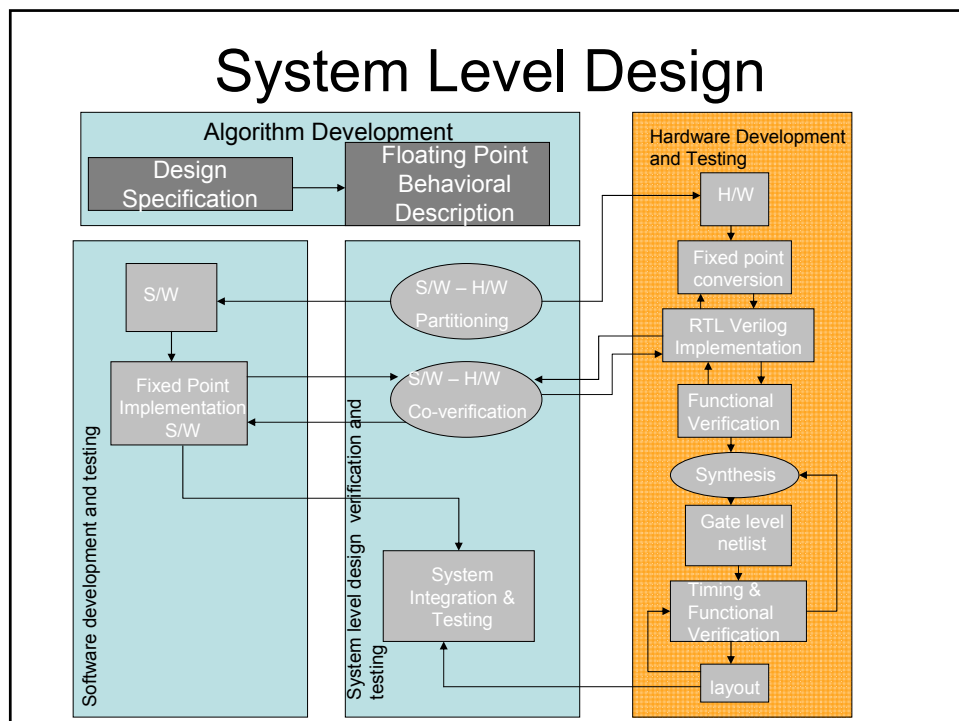 System Level Design
Algorithm Development
Design
Specification
Floating Point
Behavioral
Description
Hardware Development
and Testing
H/W
Fixed point
conversion
RTL Verilog
Implementation
Functional
Verification
Synthesis
Gate level
netlist
Timing &
Functional
Verification
layout
S/W
Fixed Point
Implementation
S/W
Software development and testing
S/W – H/W
Partitioning
S/W – H/W
Co-verification
System
Integration &
Testing
System level design verification and
testing